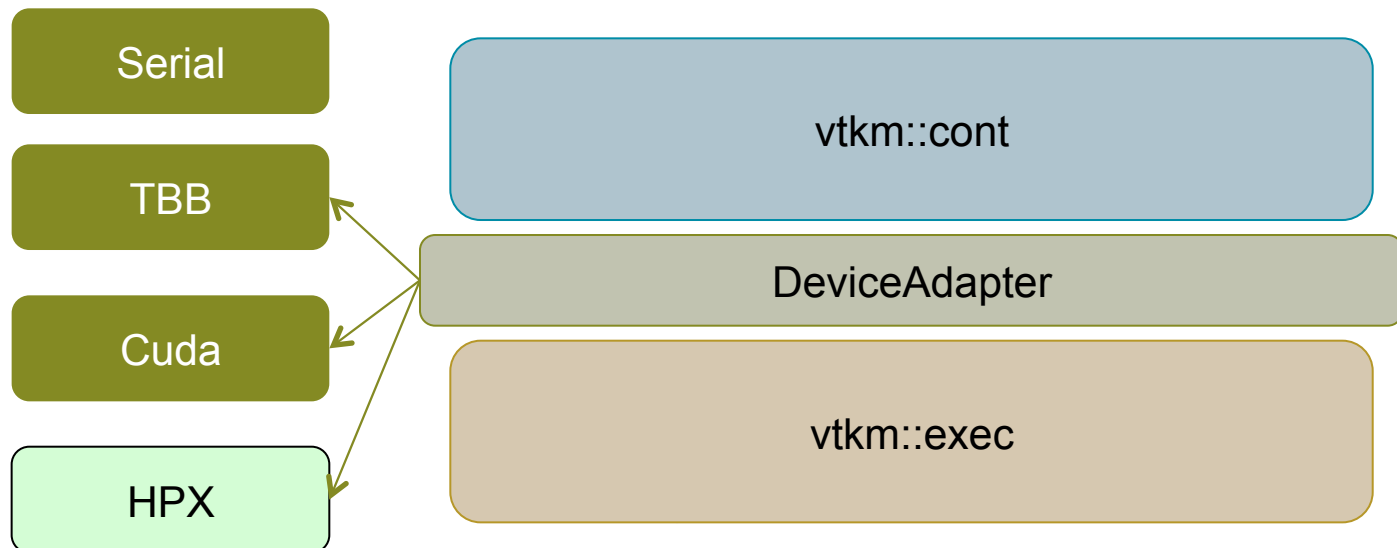 Serial
TBB
Cuda
HPX
vtkm::cont
DeviceAdapter
vtkm::exec